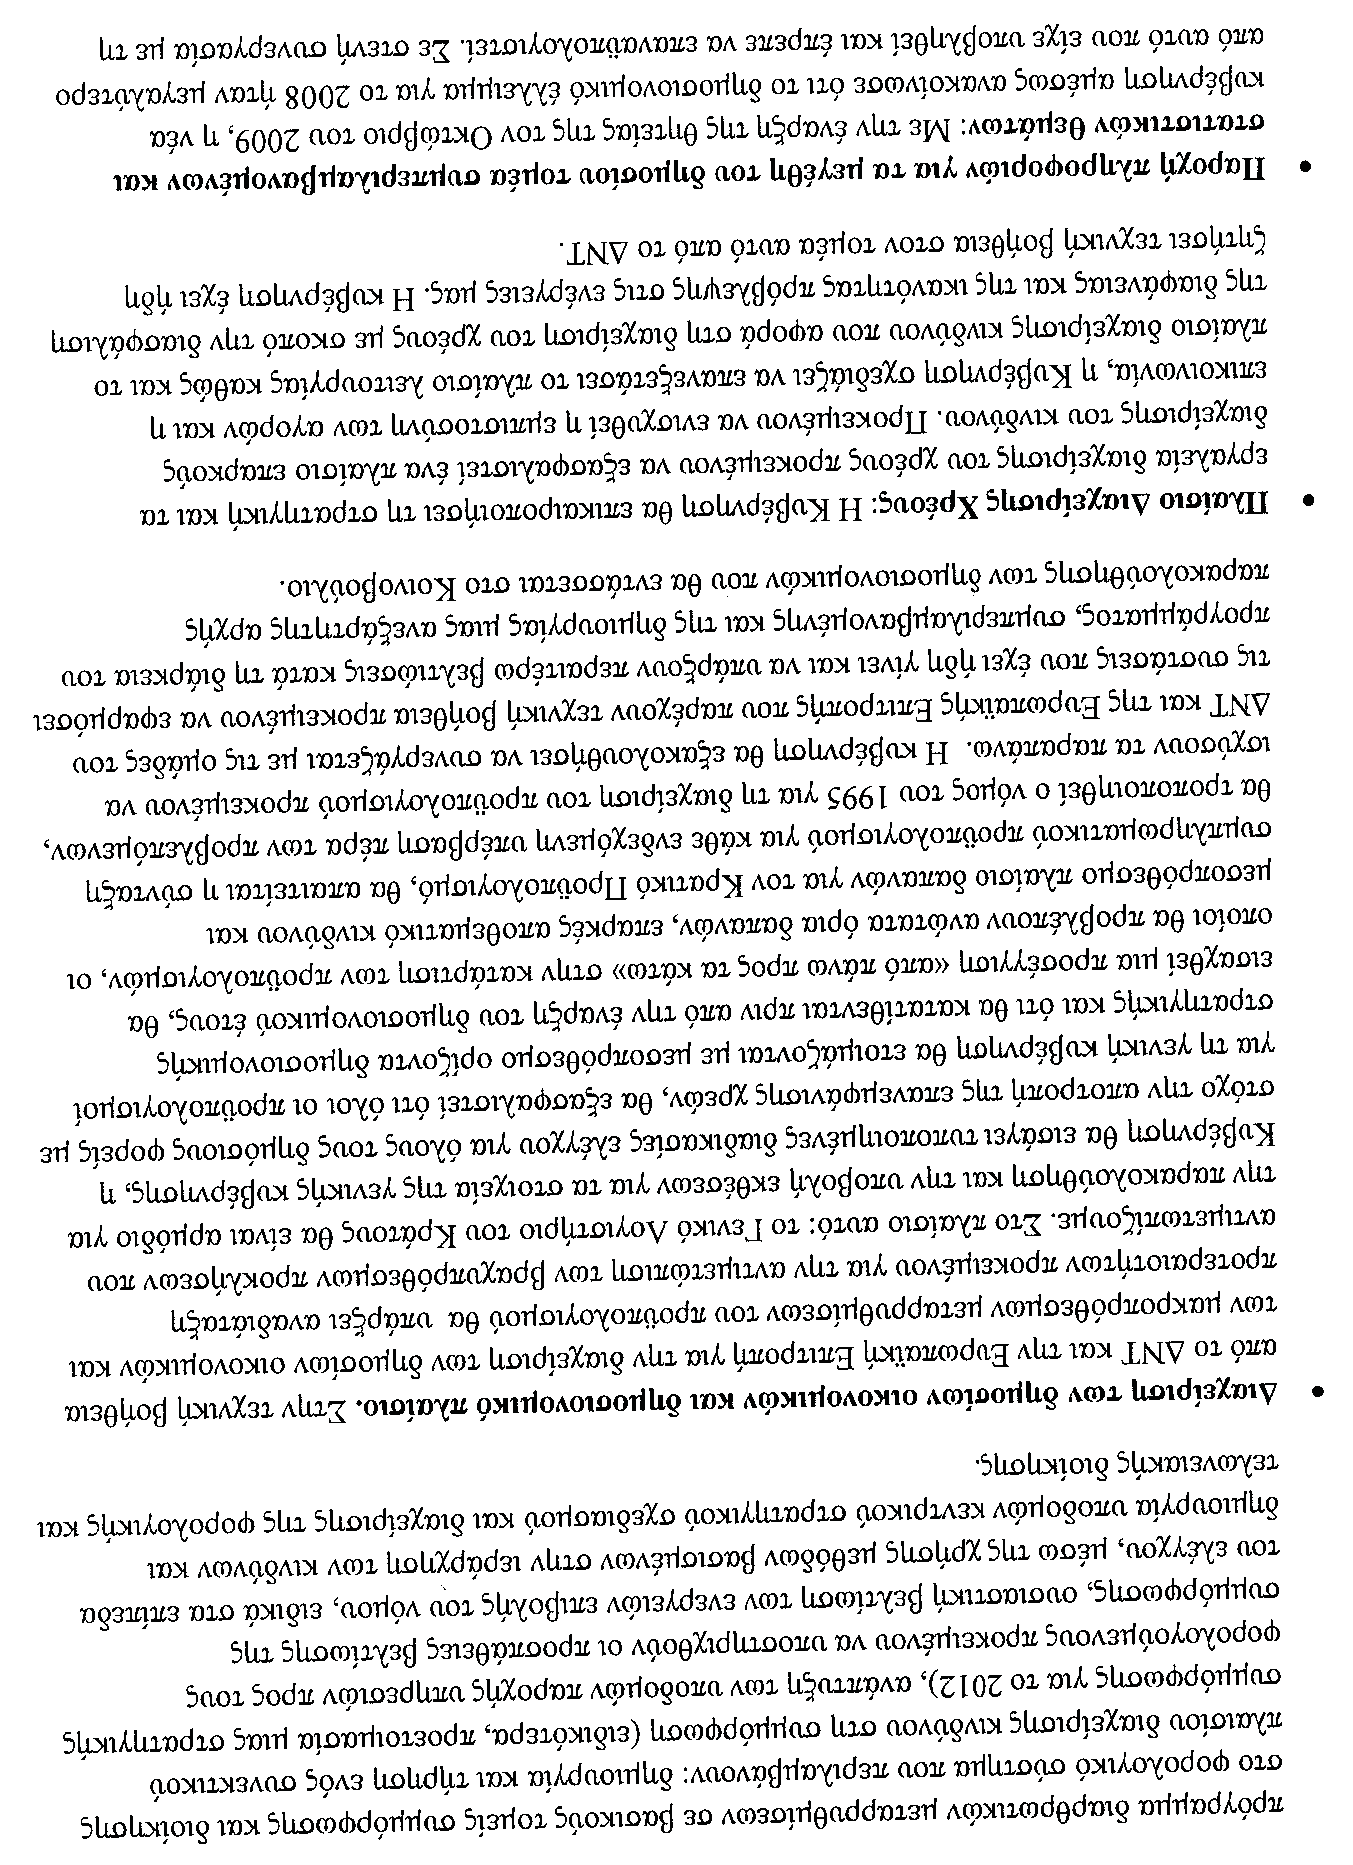 πρόγραμμα διαρθρωτικών μεταρρυθμίσεων σε βασικούς τομείς συμμόρφωσης και διοίκησης
στο φορολογικό σύστημα που περιλαμβάνουν: δημιουργία και τήρηση ενός συνεκτικού
πλαισίου διαχείρισης κινδύνου στη συμμόρφωση (ειδικότερα, προετοιμασία μιας στρατηγικής
συμμόρφωσης για το 2012), ανάπτυξη των υποδομών παροχής υπηρεσιών προς τους
φορολογούμενους προκειμένου να υποστηριχθούν οι προσπάθειες βελτίωσης της
συμμόρφωσης, ουσιαστική βελτίωση των ενεργειών επιβολής του νόμου, ειδικά στα επίπεδα
του ελέγχου, μέσω της χρήσης μεθόδων βασισμένων στην ιεράρχηση των κινδύνων και
δημιουργία υποδομών κεντρικού στρατηγικού σχεδιασμού και διαχείρισης της φορολογικής και
τελωνειακής διοίκησης.
• Διαχείριση των δημοσίων οικονομικών και δημοσιονομικό πλαίσιο. Στην τεχνική βοήθεια
από το ΔΝΤ και την Ευρωπαϊκή Επιτροπή για την διαχείριση των δημοσίων οικονομικών και
των μακροπρόθεσμων μεταρρυθμίσεων του προϋπολογισμού θα υπάρξει αναδιάταξη
προτεραιοτήτων προκειμένου για την αντιμετώπιση των βραχυπρόθεσμων προκλήσεων που
αντιμετωπίζουμε. Στο πλαίσιο αυτό: το Γενικό Λογιστήριο του Κράτους θα είναι αρμόδιο για
την παρακολούθηση και την υποβολή εκθέσεων για τα στοιχεία της γενικής κυβέρνησης, η
Κυβέρνηση θα εισάγει τυποποιημένες διαδικασίες ελέγχου για όλους τους δημόσιους φορείς με
στόχο την αποτροπή της επανεμφάνισης χρεών, θα εξασφαλιστεί ότι όλοι οι προϋπολογισμοί
για τη γενική κυβέρνηση θα ετοιμάζονται με μεσοπρόθεσμο ορίζοντα δημοσιονομικής
στρατηγικής και ότι θα κατατίθενται πριν από την έναρξη του δημοσιονομικού έτους, θα
εισαχθεί μια προσέγγιση «από πάνω προς τα κάτω» στην κατάρτιση των προϋπολογισμών, οι
οποίοι θα προβλέπουν ανώτατα όρια δαπανών, επαρκές αποθεματικό κινδύνου και
μεσοπρόθεσμο πλαίσιο δαπανών για τον Κρατικό Προϋπολογισμό, θα απαιτείται η σύνταξη
συμπληρωματικού προϋπολογισμού για κάθε ενδεχόμενη υπέρβαση πέρα των προβλεπόμενων,
θα τροποποιηθεί ο νόμος του 1995 για τη διαχείριση του προϋπολογισμού προκειμένου να
ισχύσουν τα παραπάνω. Η κυβέρνηση θα εξακολουθήσει να συνεργάζεται με τις ομάδες του
ΔΝΤ και της Ευρωπαϊκής Επιτροπής που παρέχουν τεχνική βοήθεια προκειμένου να εφαρμόσει
τις συστάσεις που έχει ήδη γίνει και να υπάρξουν περαιτέρω βελτιώσεις κατά τη διάρκεια του
προγράμματος, συμπεριλαμβανομένης και της δημιουργίας μιας ανεξάρτητης αρχής
παρακολούθησης των δημοσιονομικών που θα εντάσσεται στο Κοινοβούλιο.
• Πλαίσιο Διαχείρισης Χρέους: Η Κυβέρνηση θα επικαιροποιήσει τη στρατηγική και τα
εργαλεία διαχείρισης του χρέους προκειμένου να εξασφαλιστεί ένα πλαίσιο επαρκούς
διαχείρισης του κινδύνου. Προκειμένου να ενισχυθεί η εμπιστοσύνη των αγορών και η
επικοινωνία, η Κυβέρνηση σχεδιάζει να επανεξετάσει το πλαίσιο λειτουργίας καθώς και το
πλαίσιο διαχείρισης κινδύνου που αφορά στη διαχείριση του χρέους με σκοπό την διασφάλιση
της διαφάνειας και της ικανότητας πρόβλεψης στις ενέργειες μας. Η κυβέρνηση έχει ήδη
ζητήσει τεχνική βοήθεια στον τομέα αυτό από το ΔΝΤ.
• Παροχή πληροφοριών για τα μεγέθη του δημοσίου τομέα συμπεριλαμβανομένων και
στατιστικών θεμάτων: Με την έναρξη της θητείας της τον Οκτώβριο του 2009, η νέα
κυβέρνηση αμέσως ανακοίνωσε ότι το δημοσιονομικό έλλειμμα για το 2008 ήταν μεγαλύτερο
από αυτό που είχε υποβληθεί και έπρεπε να επαναϋπολογιστεί. Σε στενή συνεργασία με τη